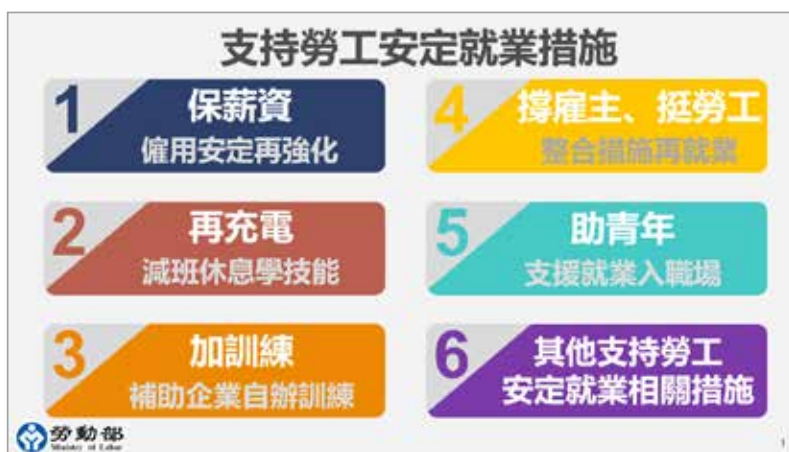 支持勞工安定就業措施
1
保薪資
僱用安定再強化
2
再充電
減班休息學技能
3
加訓練
補助企業自辦訓練
4
撐雇主、挺勞工
整合措施再就業
5
助青年
支援就業入職場
6
其他支持勞工
安定就業相關措施
勞動部
Ministry of Labor
1